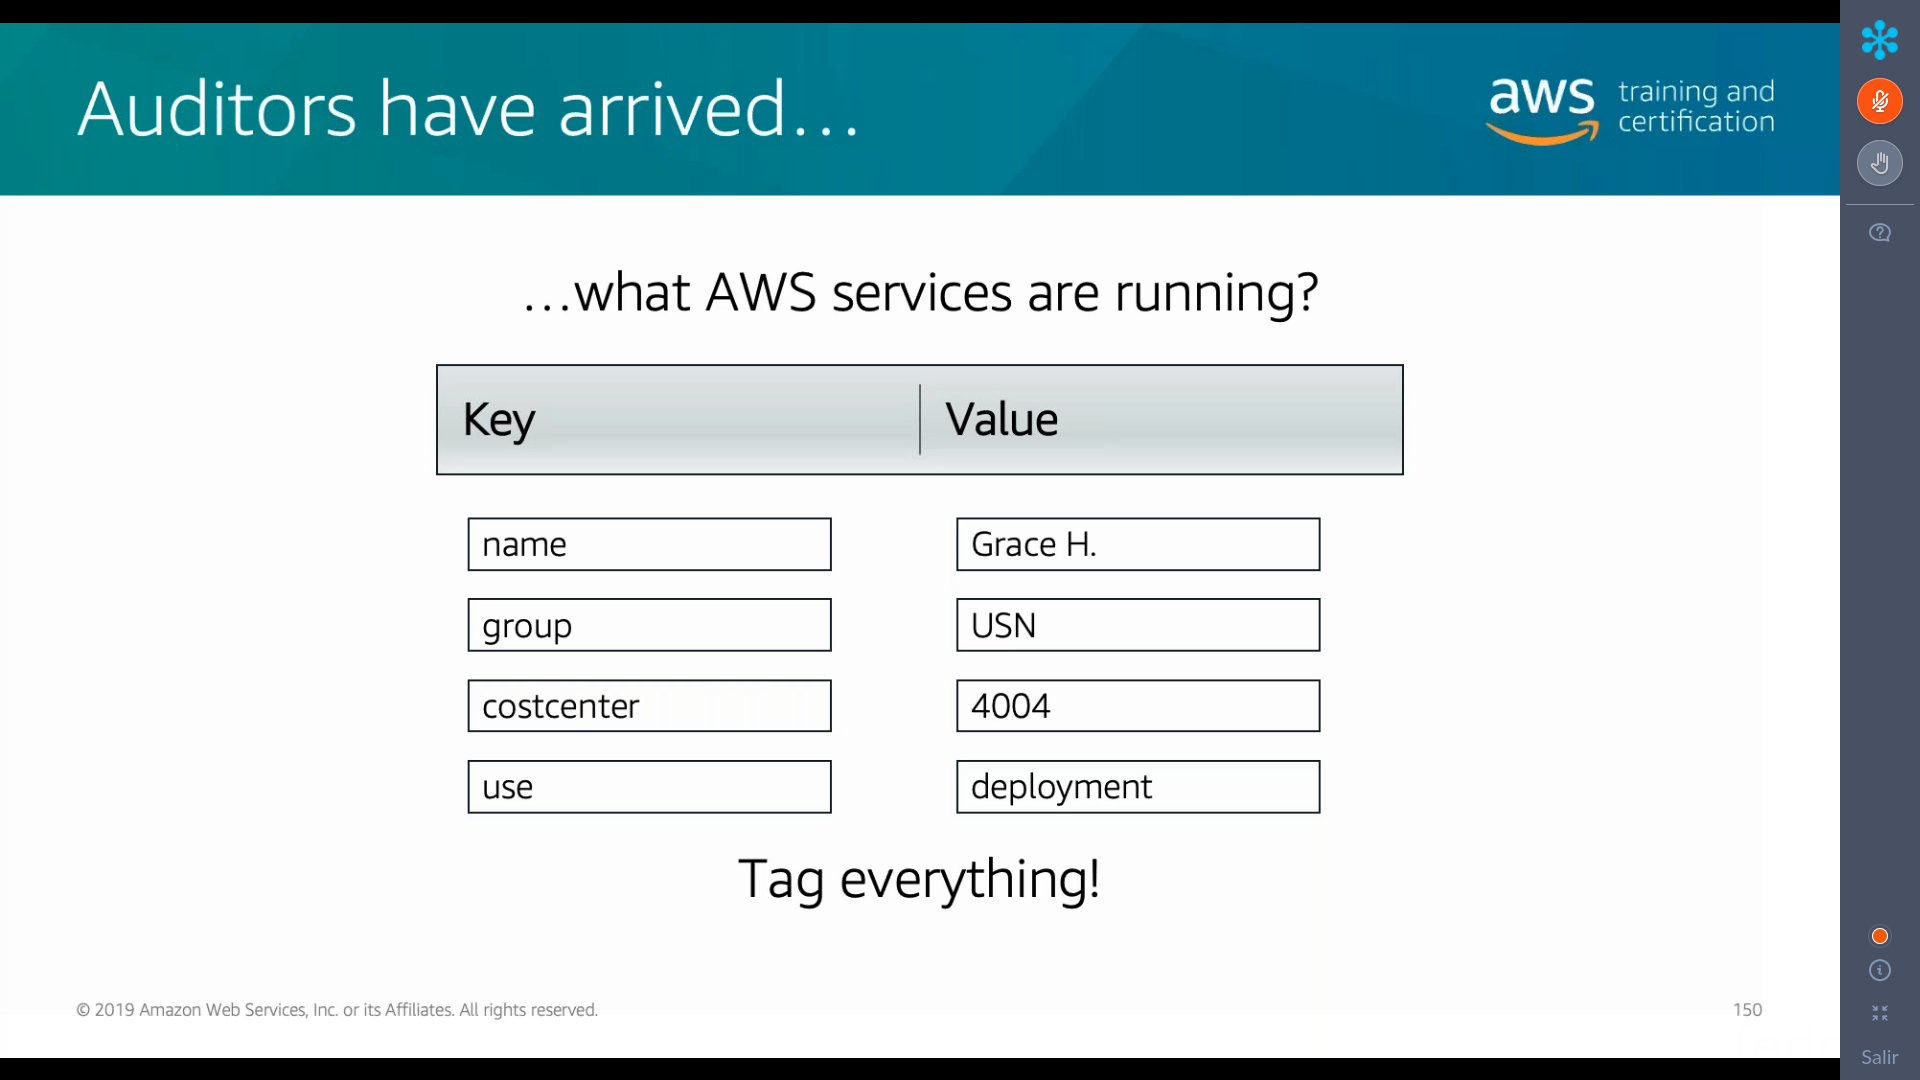 Auditors have arrived...
aws training and
certification
...what AWS services are running?
Key Value
name Grace H.
group USN
costcenter 4004
use deployment
Tag everything!
© 2019 Amazon Web Services, Inc. or its Affiliates. All rights reserved.
150
Salir